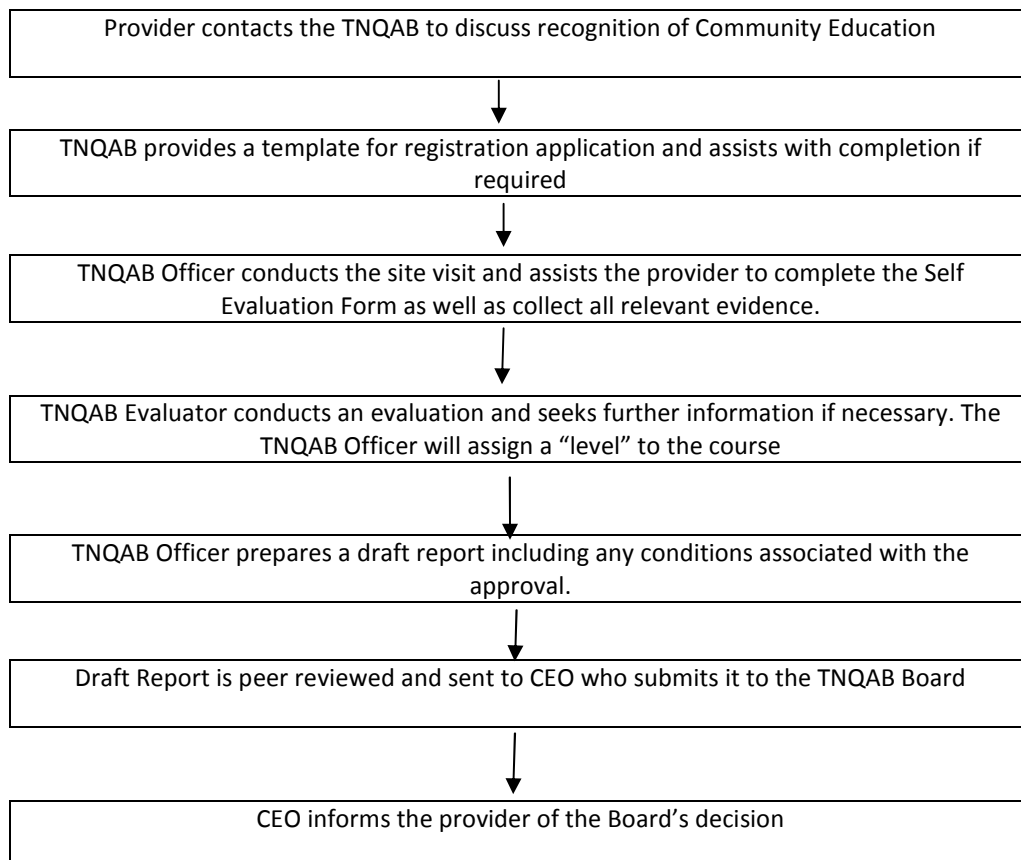 Provider contacts the TNQAB to discuss recognition of Community Education
TNQAB provides a template for registration application and assists with completion if
required
TNQAB Officer conducts the site visit and assists the provider to complete the Self
Evaluation Form as well as collect all relevant evidence.
TNQAB Evaluator conducts an evaluation and seeks further information if necessary. The
TNQAB Officer will assign a “level” to the course
TNQAB Officer prepares a draft report including any conditions associated with the
approval.
Draft Report is peer reviewed and sent to CEO who submits it to the TNQAB Board
CEO informs the provider of the Board’s decision